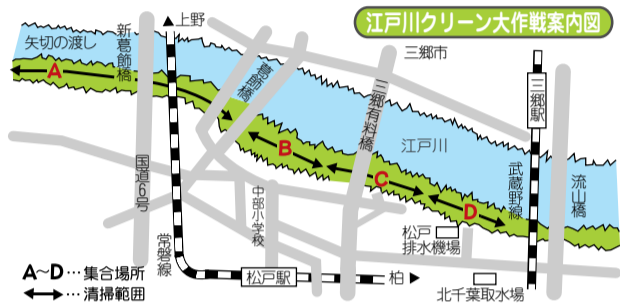 江戸川クリーン大作戦案内図
▲上野
新葛飾橋
矢切の渡し
A
葛飾橋
三郷市
三郷有料橋
三郷駅
江戸川
B
C
D
国道6号
中部小学校
武蔵野線
流山橋
松戸
排水機場
常磐線
A〜D…集合場所
松戸駅
柏▶
清掃範囲
北千葉取水場